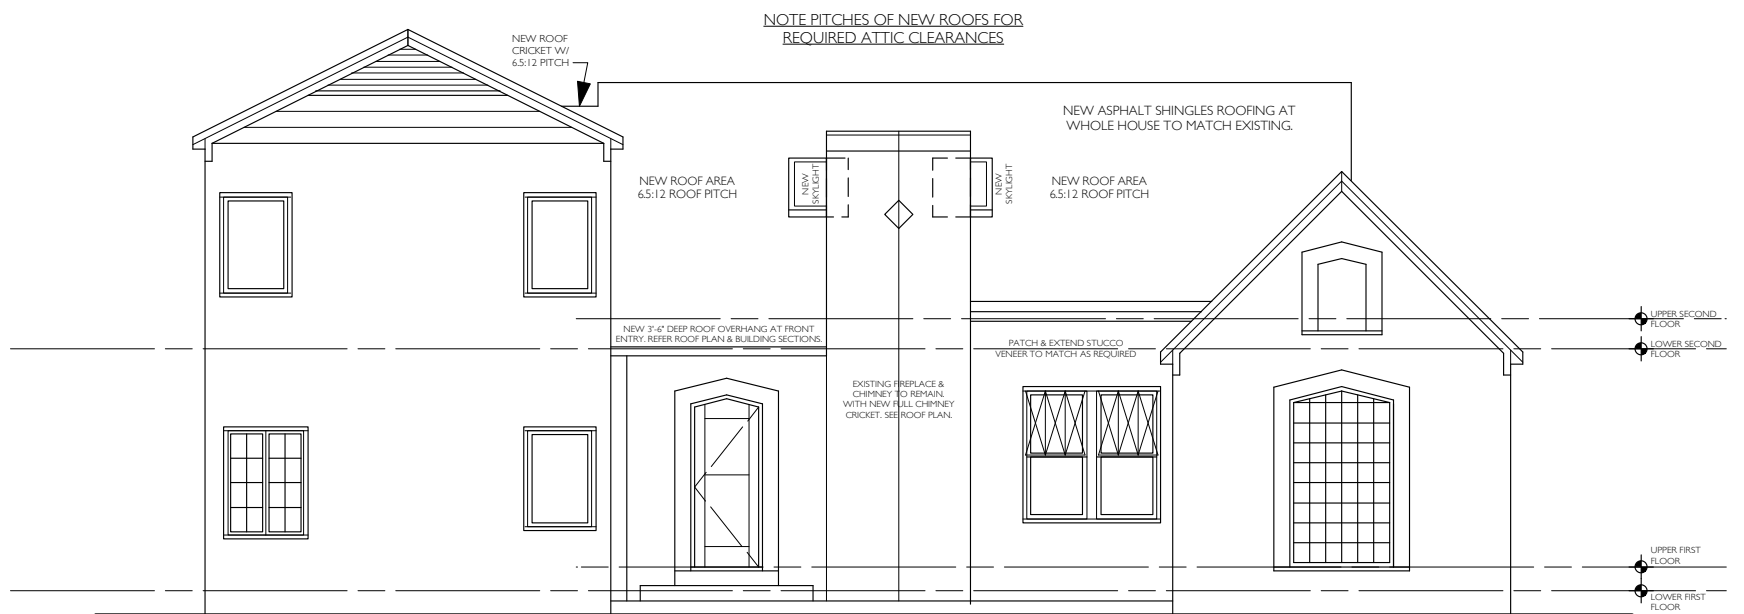 NOTE PITCHES OF NEW ROOFS FOR
REQUIRED ATTIC CLEARANCES
NEW ROOF
CRICKET W/
6.5:12 PITCH
NEW ASPHALT SHINGLES ROOFING AT
WHOLE HOUSE TO MATCH EXISTING.
NEW ROOF AREA
6.5:12 ROOF PITCH
NEW
SKYLIGHT
NEW
SKYLIGHT
NEW ROOF AREA
6.5:12 ROOF PITCH
NEW 3'-6" DEEP ROOF OVERHANG AT FRONT
ENTRY. REFER ROOF PLAN & BUILDING SECTIONS.
PATCH & EXTEND STUCCO
VENEER TO MATCH AS REQUIRED
EXISTING FIREPLACE &
CHIMNEY TO REMAIN.
WITH NEW FULL CHIMNEY
CRICKET. SEE ROOF PLAN.
UPPER SECOND
FLOOR
LOWER SECOND
FLOOR
UPPER FIRST
FLOOR
LOWER FIRST
FLOOR